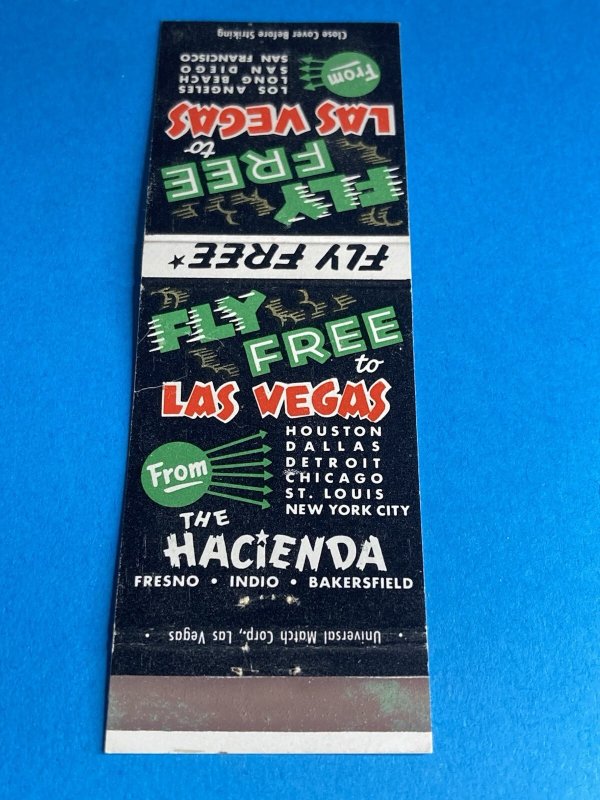 Close Cover Before Striking
From
LOS ANGELES
LONG BEACH
SAN DIEGO
SAN FRANCISCO
LAS VEGAS
to
FREE
FLY
FLY FREE★
FLY
FREE
to
LAS VEGAS
From
HOUSTON
DALLAS
DETROIT
CHICAGO
ST. LOUIS
NEW YORK CITY
THE
HACIENDA
FRESNO • INDIO • BAKERSFIELD
• Universal Match Corp., Las Vegas •